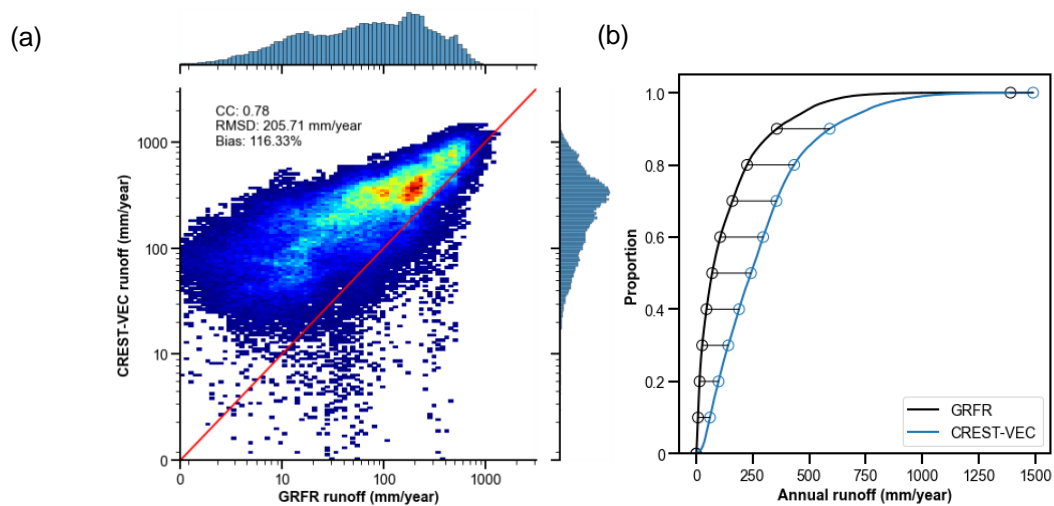 (a)
CC: 0.78
RMSD: 205.71 mm/year
Bias: 116.33%
CREST-VEC runoff (mm/year)
1000
100
10
0
0
10
100
1000
GRFR runoff (mm/year)
(b)
Proportion
1.0
0.8
0.6
0.4
0.2
0
GRFR
CREST-VEC
0
250
500
750
1000
1250
1500
Annual runoff (mm/year)